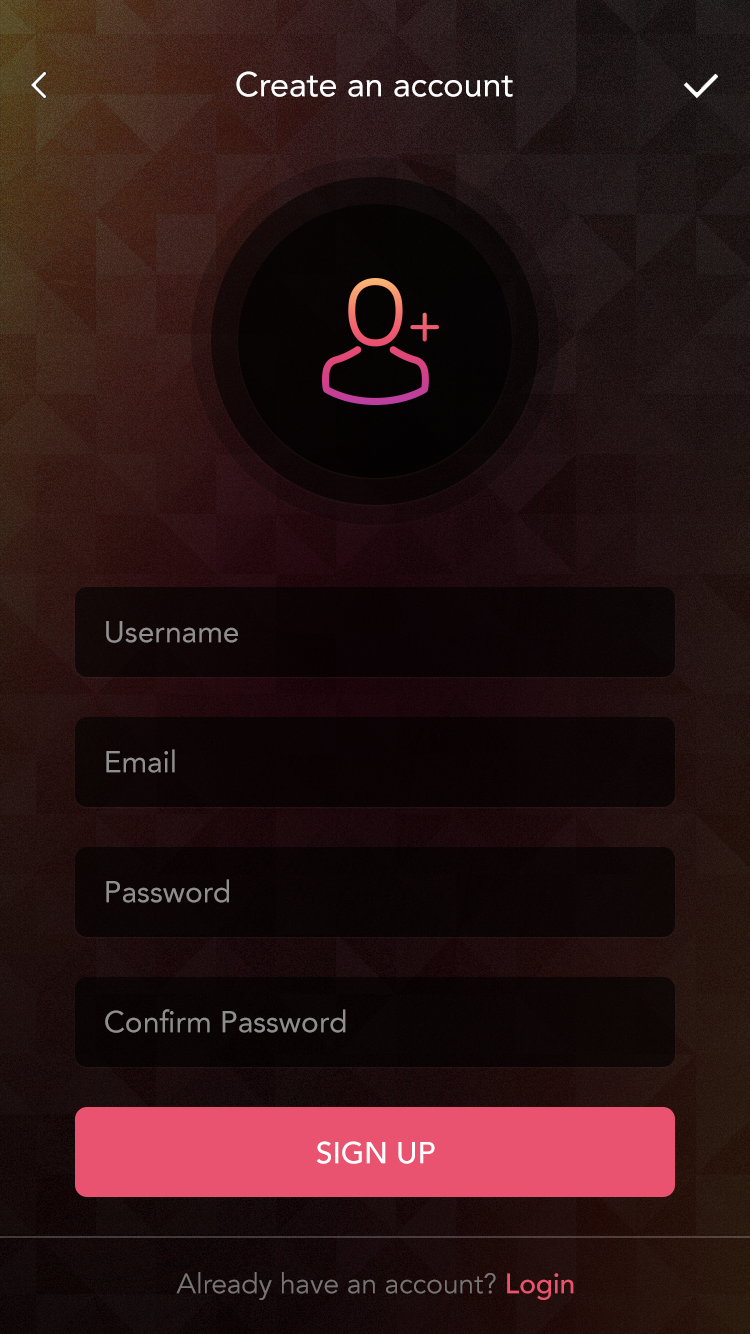 Create an account
Username
Email
Password
Confirm Password
SIGN UP
Already have an account? Login